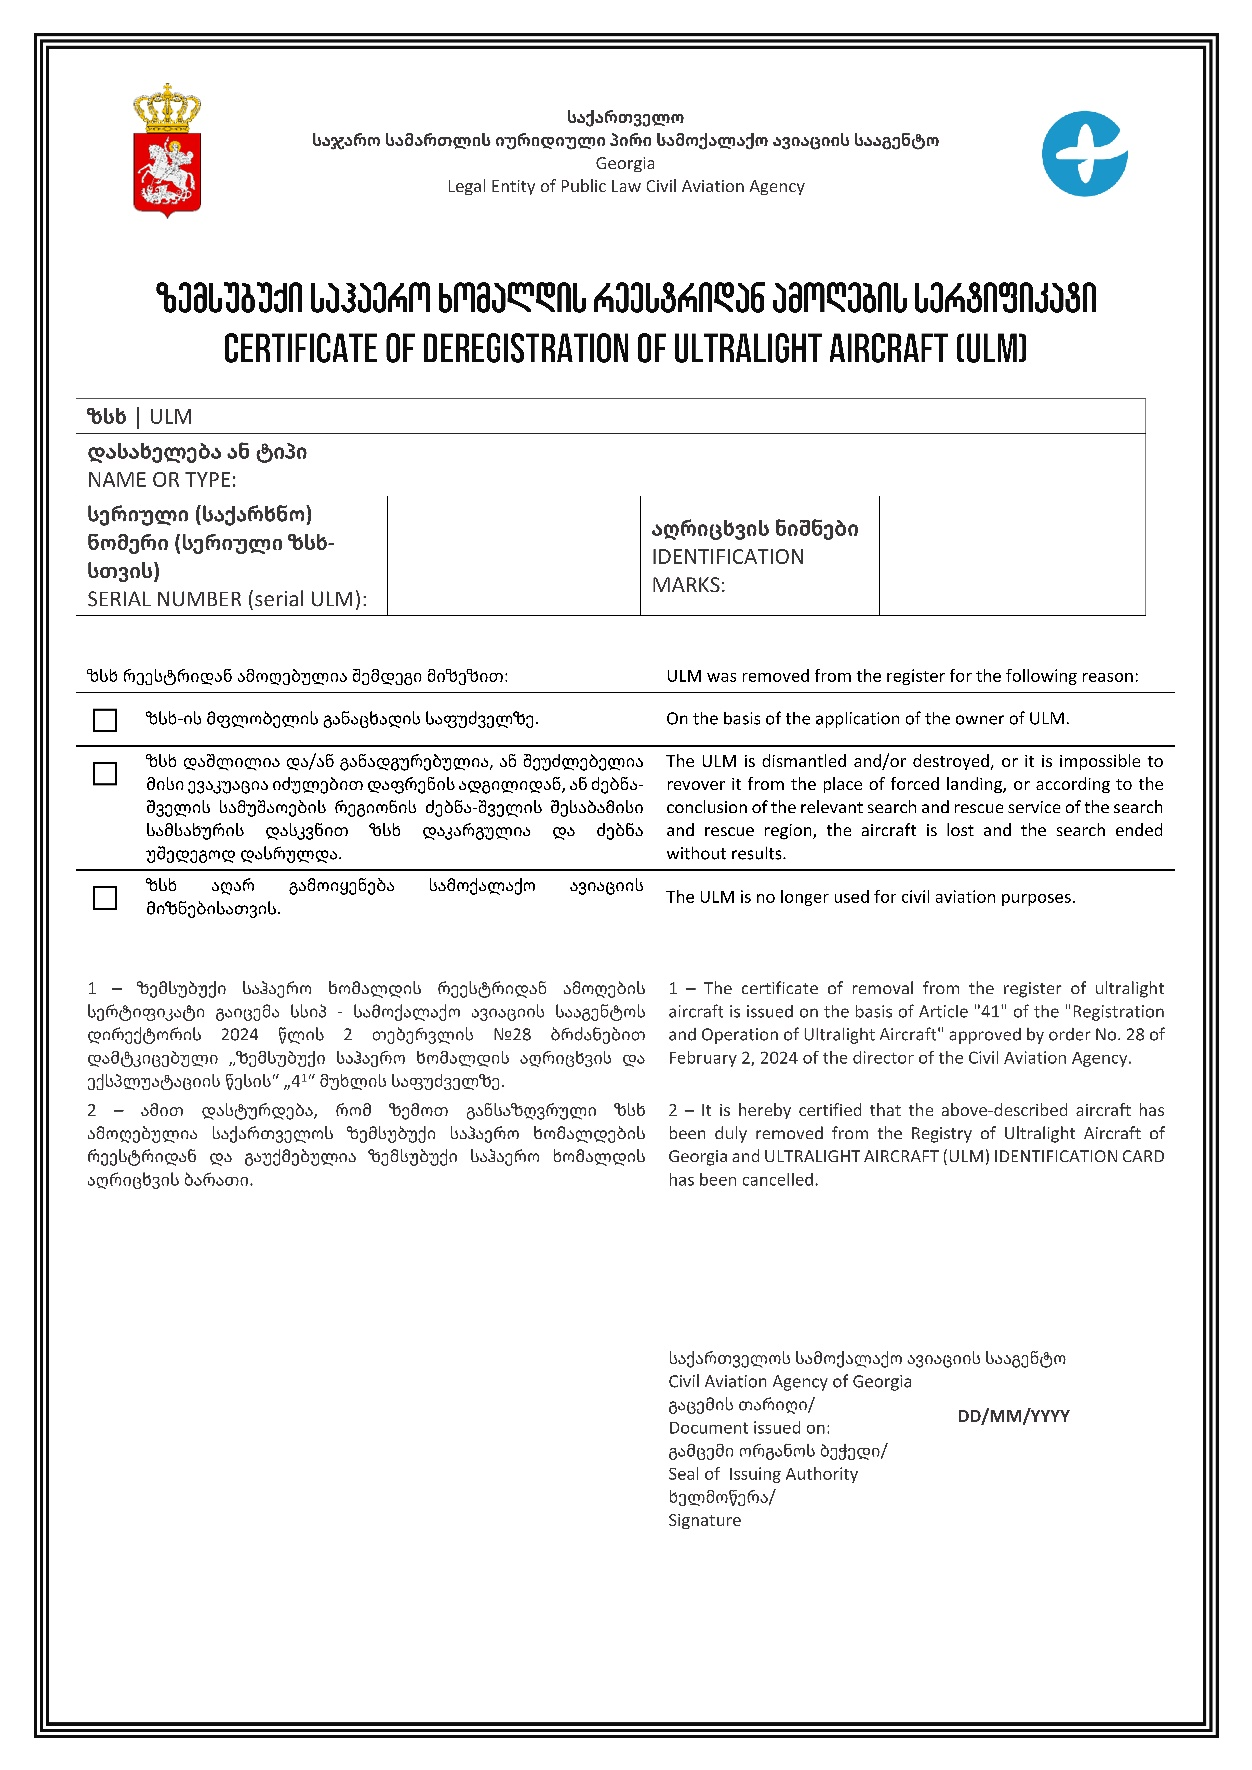 საქართველო
საჯარო სამართლის იურიდიული პირი სამოქალაქო ავიაციის სააგენტო
Georgia
Legal Entity of Public Law Civil Aviation Agency
ზემსუბუქი საჰაერო ხომალდის რეესტრიდან ამოღების სერტიფიკატი
CERTIFICATE OF DEREGISTRATION OF ULTRALIGHT AIRCRAFT (ULM)
ზსხ | ULM
დასახელება ან ტიპი
NAME OR TYPE:
სერიული (საქარხნო)
ნომერი (სერიული ზსხ-
სთვის)
SERIAL NUMBER (serial ULM):
აღრიცხვის ნიშნები
IDENTIFICATION
MARKS:
ზსხ რეესტრიდან ამოღებულია შემდეგი მიზეზით:
ULM was removed from the register for the following reason:
ზსხ-ის მფლობელის განაცხადის საფუძველზე.
On the basis of the application of the owner of ULM.
ზსხ დაშლილია და/ან განადგურებულია, ან შეუძლებელია
მისი ევაკუაცია იძულებით დაფრენის ადგილიდან, ან ძებნა-
შველის სამუშაოების რეგიონის ძებნა-შველის შესაბამისი
სამსახურის დასკვნით ზსხ დაკარგულია და ძებნა
უშედეგოდ დასრულდა.
The ULM is dismantled and/or destroyed, or it is impossible to
revover it from the place of forced landing, or according to the
conclusion of the relevant search and rescue service of the search
and rescue region, the aircraft is lost and the search ended
without results.
ზსხ აღარ გამოიყენება სამოქალაქო ავიაციის
მიზნებისათვის.
The ULM is no longer used for civil aviation purposes.
1 – ზემსუბუქი საჰაერო ხომალდის რეესტრიდან ამოღების
სერტიფიკატი გაიცემა სსიპ - სამოქალაქო ავიაციის სააგენტოს
დირექტორის 2024 წლის 2 თებერვლის №28 ბრძანებით
დამტკიცებული „ზემსუბუქი საჰაერო ხომალდის აღრიცხვის და
ექსპლუატაციის წესის“ „4¹“ მუხლის საფუძველზე.
1 – The certificate of removal from the register of ultralight
aircraft is issued on the basis of Article "41" of the "Registration
and Operation of Ultralight Aircraft" approved by order No. 28 of
February 2, 2024 of the director of the Civil Aviation Agency.
2 – ამით დასტურდება, რომ ზემოთ განსაზღვრული ზსხ
ამოღებულია საქართველოს ზემსუბუქი საჰაერო ხომალდების
რეესტრიდან და გაუქმებულია ზემსუბუქი საჰაერო ხომალდის
აღრიცხვის ბარათი.
2 – It is hereby certified that the above-described aircraft has
been duly removed from the Registry of Ultralight Aircraft of
Georgia and ULTRALIGHT AIRCRAFT (ULM) IDENTIFICATION CARD
has been cancelled.
საქართველოს სამოქალაქო ავიაციის სააგენტო
Civil Aviation Agency of Georgia
გაცემის თარიღი/
Document issued on:
DD/MM/YYYY
გამცემი ორგანოს ბეჭედი/
Seal of Issuing Authority
ხელმოწერა/
Signature